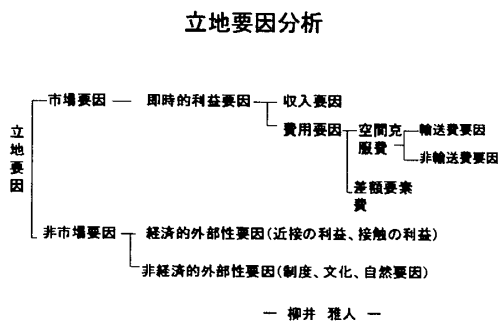 立地要因分析
立地要因
市場要因
即時的利益要因
収入要因
費用要因
空間克
服費
輸送費要因
非輸送費要因
差額要素
費
非市場要因
経済的外部性要因(近接の利益、接触の利益)
非経済的外部性要因(制度、文化、自然要因)
― 柳井 雅人 ―